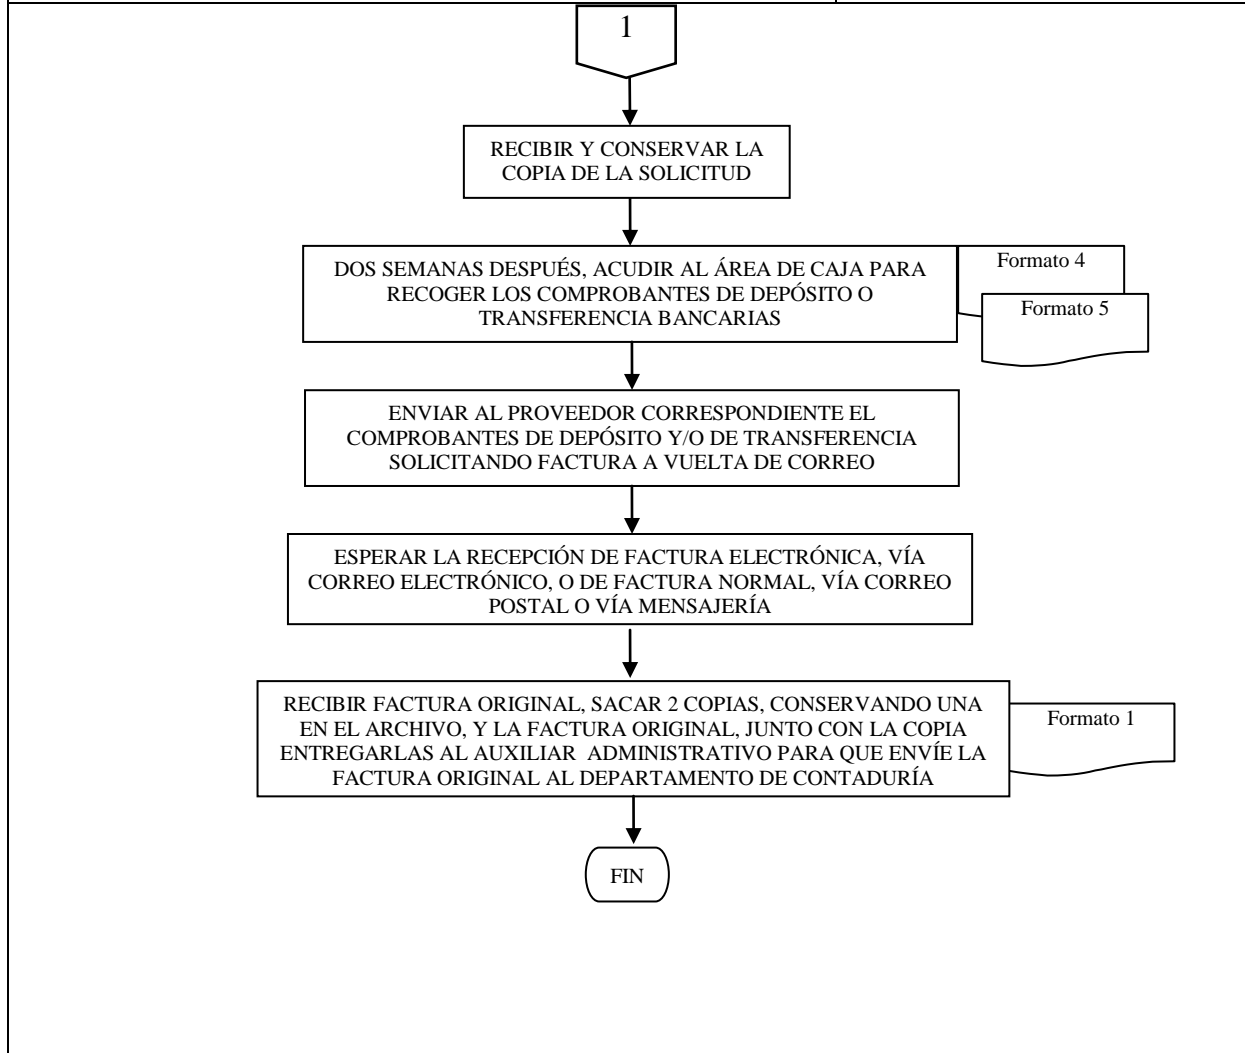 1
RECIBIR Y CONSERVAR LA
COPIA DE LA SOLICITUD
DOS SEMANAS DESPUÉS, ACUDIR AL ÁREA DE CAJA PARA
RECOGER LOS COMPROBANTES DE DEPÓSITO O
TRANSFERENCIA BANCARIAS
Formato 4
Formato 5
ENVIAR AL PROVEEDOR CORRESPONDIENTE EL
COMPROBANTES DE DEPÓSITO Y/O DE TRANSFERENCIA
SOLICITANDO FACTURA A VUELTA DE CORREO
ESPERAR LA RECEPCIÓN DE FACTURA ELECTRÓNICA, VÍA
CORREO ELECTRÓNICO, O DE FACTURA NORMAL, VÍA CORREO
POSTAL O VÍA MENSAJERÍA
RECIBIR FACTURA ORIGINAL, SACAR 2 COPIAS, CONSERVANDO UNA
EN EL ARCHIVO, Y LA FACTURA ORIGINAL, JUNTO CON LA COPIA
ENTREGARLAS AL AUXILIAR  ADMINISTRATIVO PARA QUE ENVÍE LA
FACTURA ORIGINAL AL DEPARTAMENTO DE CONTADURÍA
Formato 1
FIN